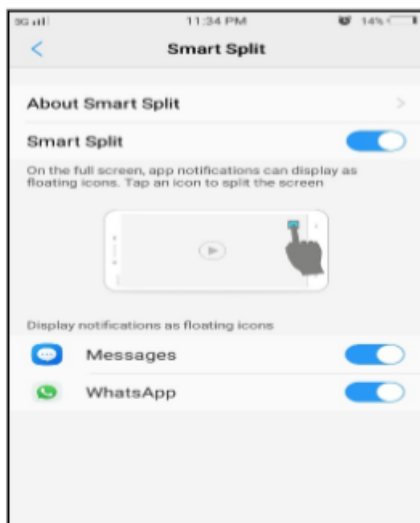 3G 11:34 PM 14%
Smart Split
About Smart Split
Smart Split
On the full screen, app notifications can display as
floating icons. Tap an icon to split the screen
Display notifications as floating icons
Messages
WhatsApp